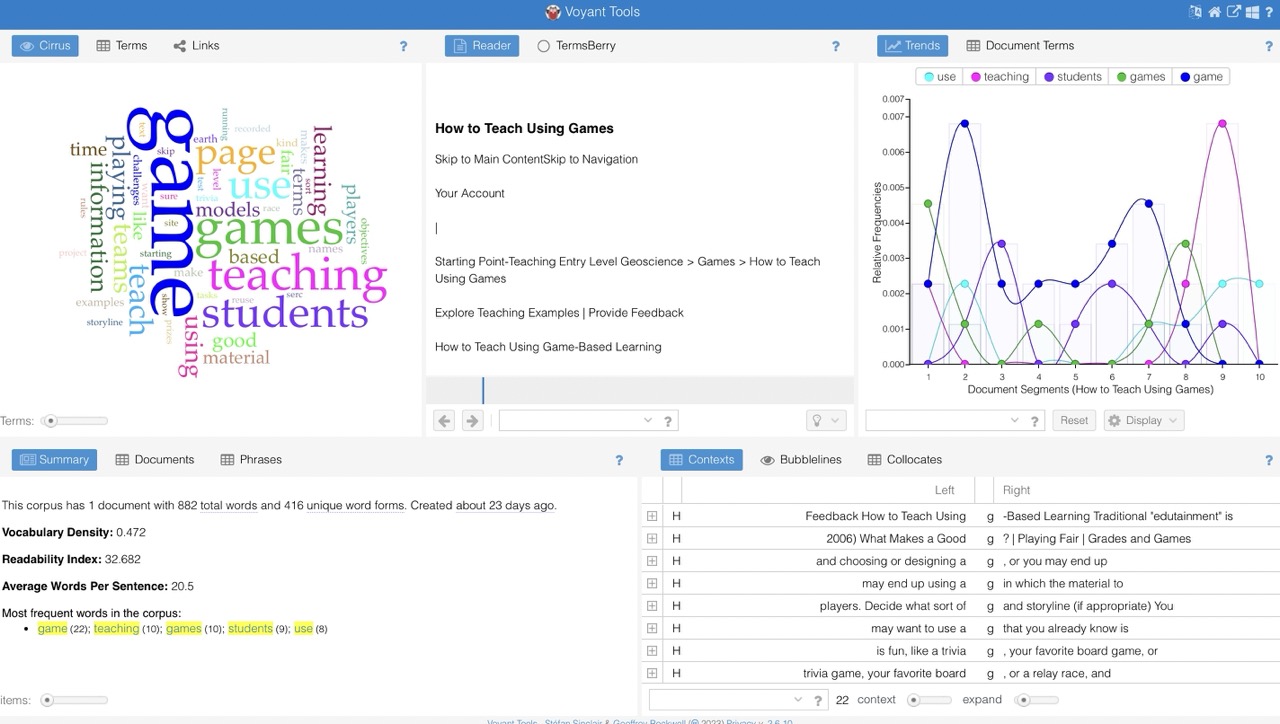 Voyant Tools
?
Cirrus
Terms
Links
?
Reader
TermsBerry
?
Trends
Document Terms
?
game
games
teaching
students
use
page
learning
information
playing
teams
teach
time
using
good
material
based
models
terms
players
fair
like
challenges
text
skip
earth
running
recorded
kind
makes
level
test
trivia
sort
want
sure
site
race
objectives
names
rules
starting
make
project
tasks
reuse
serc
examples
show
prizes
storyline
Terms:
How to Teach Using Games
Skip to Main ContentSkip to Navigation
Your Account
|
Starting Point-Teaching Entry Level Geoscience > Games > How to Teach
Using Games
Explore Teaching Examples | Provide Feedback
How to Teach Using Game-Based Learning
?
use teaching students games game
0.007
0.007
0.006
0.005
0.004
0.003
0.002
0.001
0.000
Relative Frequencies
1 2 3 4 5 6 7 8 9 10
Document Segments (How to Teach Using Games)
?
Reset
Display
Summary
Documents
Phrases
?
This corpus has 1 document with 882 total words and 416 unique word forms. Created about 23 days ago.
Vocabulary Density: 0.472
Readability Index: 32.682
Average Words Per Sentence: 20.5
Most frequent words in the corpus:
• game (22); teaching (10); games (10); students (9); use (8)
items:
Contexts
Bubblelines
Collocates
?
Left Right
H Feedback How to Teach Using g -Based Learning Traditional "edutainment" is
H 2006) What Makes a Good g ? | Playing Fair | Grades and Games
H and choosing or designing a g , or you may end up
H may end up using a g in which the material to
H players. Decide what sort of g and storyline (if appropriate) You
H may want to use a g that you already know is
H is fun, like a trivia g , your favorite board game, or
H trivia game, your favorite board g , or a relay race, and
? 22 context expand
Voyant Tools, Stéfan Sinclair & Geoffrey Rockwell (© 2023) Privacy v. 2.6.10